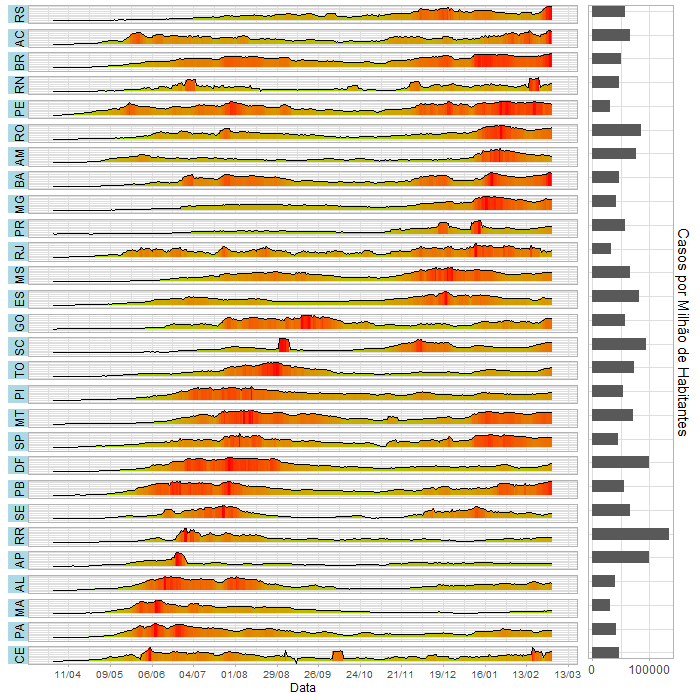 RS
AC
BR
RN
PE
RO
AM
BA
MG
PR
RJ
MS
ES
GO
SC
TO
PI
MT
SP
DF
PB
SE
RR
AP
AL
MA
PA
CE
11/04 09/05 06/06 04/07 01/08 29/08 26/09 24/10 21/11 19/12 16/01 13/02 13/03
Data
0 100000
Casos por Milhão de Habitantes